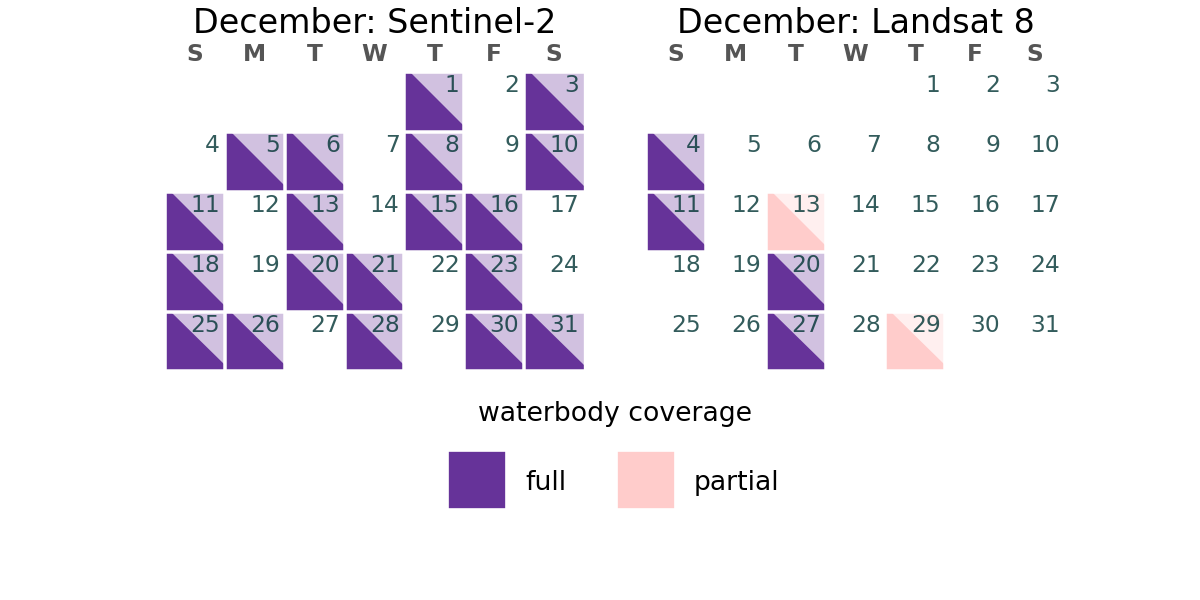 December: Sentinel-2
S M T W T F S
1 2 3
4 5 6 7 8 9 10
11 12 13 14 15 16 17
18 19 20 21 22 23 24
25 26 27 28 29 30 31
December: Landsat 8
S M T W T F S
1 2 3
4 5 6 7 8 9 10
11 12 13 14 15 16 17
18 19 20 21 22 23 24
25 26 27 28 29 30 31
waterbody coverage
full partial